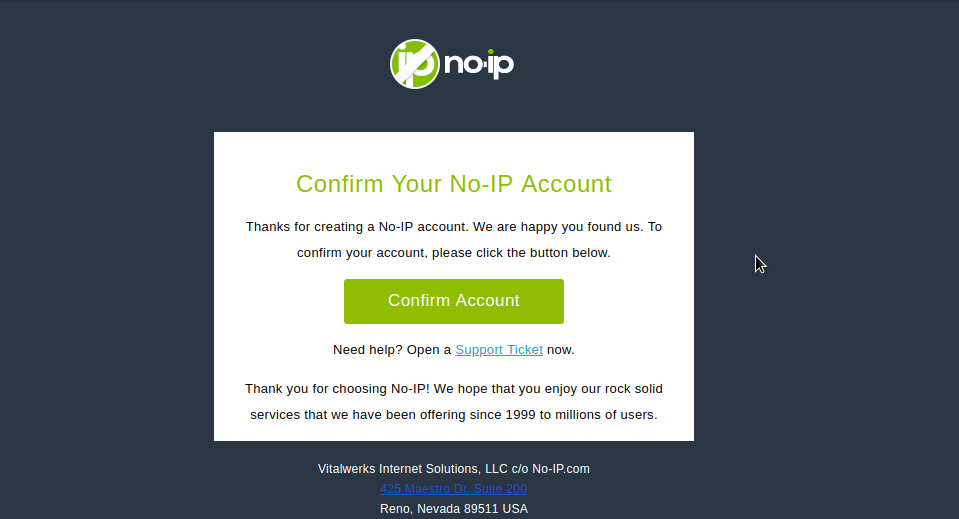 ip no-ip
Confirm Your No-IP Account
Thanks for creating a No-IP account. We are happy you found us. To
confirm your account, please click the button below.
Confirm Account
Need help? Open a Support Ticket now.
Thank you for choosing No-IP! We hope that you enjoy our rock solid
services that we have been offering since 1999 to millions of users.
Vitalwerks Internet Solutions, LLC c/o No-IP.com
425 Maestro Dr. Suite 200
Reno, Nevada 89511 USA